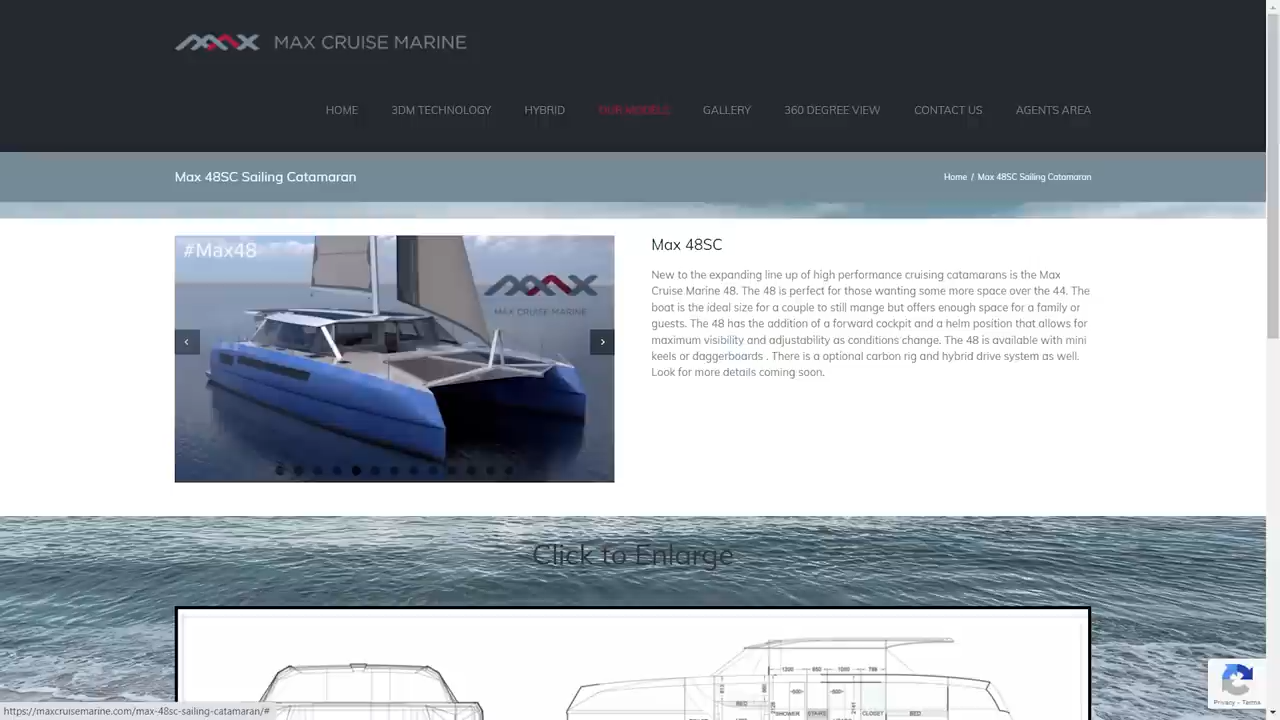 MAX CRUISE MARINE
HOME 3DM TECHNOLOGY HYBRID OUR MODELS GALLERY 360 DEGREE VIEW CONTACT US AGENTS AREA
Max 48SC Sailing Catamaran
Home / Max 48SC Sailing Catamaran
#Max48
MAX CRUISE MARINE
Max 48SC
New to the expanding line up of high performance cruising catamarans is the Max
Cruise Marine 48. The 48 is perfect for those wanting some more space over the 44. The
boat is the ideal size for a couple to still mange but offers enough space for a family or
guests. The 48 has the addition of a forward cockpit and a helm position that allows for
maximum visibility and adjustability as conditions change. The 48 is available with mini
keels or daggerboards . There is a optional carbon rig and hybrid drive system as well.
Look for more details coming soon.
Click to Enlarge
BED
SHOWER STAIRS CLOSET BED
Privacy - Terms
https://maxcruisemarine.com/max-48sc-sailing-catamaran/#